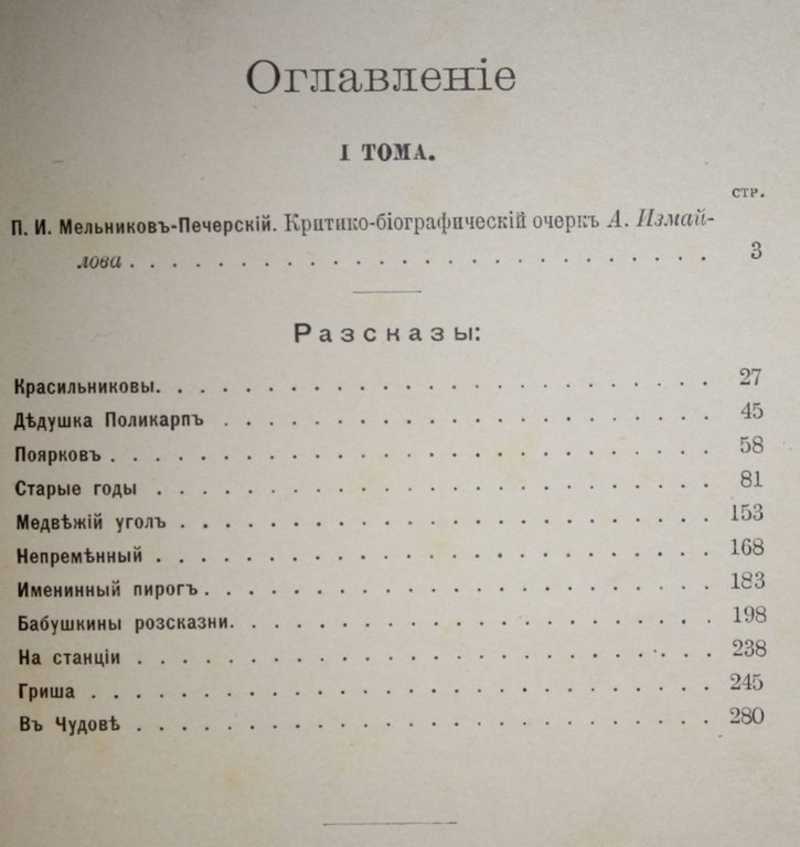 Оглавленіе
I ТОМА.
СТР.
П. И. Мельниковъ-Печерскій. Критико-біографическій очеркъ А. Измай-
лова . . . . . . . . . . . . . . . . . . . . . . . . . . 3
Разсказы:
Красильниковы. . . . . . . . . . . . . . . . . . . . . . . . . 27
Дѣдушка Поликарпъ . . . . . . . . . . . . . . . . . . . . . . 45
Поярковъ . . . . . . . . . . . . . . . . . . . . . . . . . . . 58
Старые годы . . . . . . . . . . . . . . . . . . . . . . . . . 81
Медвѣжій уголъ . . . . . . . . . . . . . . . . . . . . . . . . 153
Непремѣнный . . . . . . . . . . . . . . . . . . . . . . . . . 168
Именинный пирогъ . . . . . . . . . . . . . . . . . . . . . . . 183
Бабушкины розсказни. . . . . . . . . . . . . . . . . . . . . . 198
На станціи . . . . . . . . . . . . . . . . . . . . . . . . . . 238
Гриша . . . . . . . . . . . . . . . . . . . . . . . . . . . . 245
Въ Чудовѣ . . . . . . . . . . . . . . . . . . . . . . . . . . 280